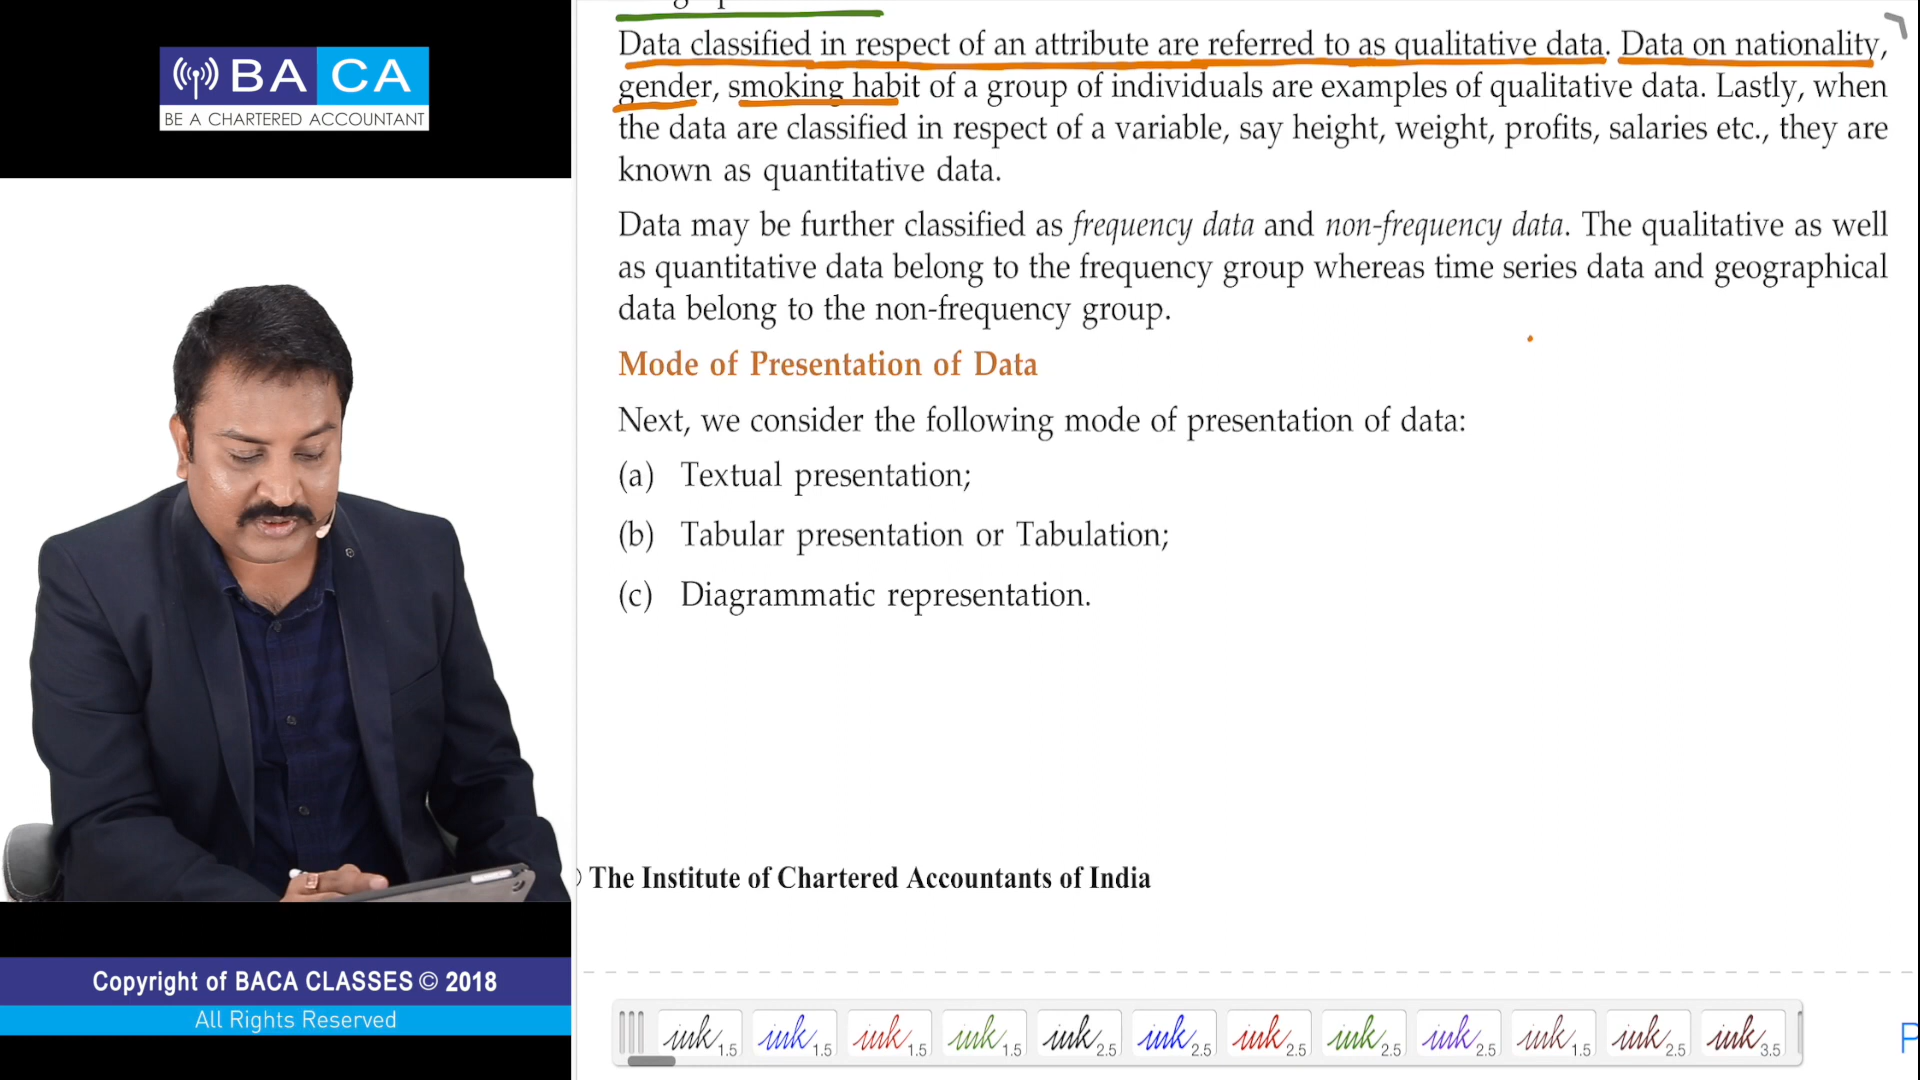 BA CA
BE A CHARTERED ACCOUNTANT
Data classified in respect of an attribute are referred to as qualitative data. Data on nationality,
gender, smoking habit of a group of individuals are examples of qualitative data. Lastly, when
the data are classified in respect of a variable, say height, weight, profits, salaries etc., they are
known as quantitative data.
Data may be further classified as frequency data and non-frequency data. The qualitative as well
as quantitative data belong to the frequency group whereas time series data and geographical
data belong to the non-frequency group.
Mode of Presentation of Data
Next, we consider the following mode of presentation of data:
(a) Textual presentation;
(b) Tabular presentation or Tabulation;
(c) Diagrammatic representation.
The Institute of Chartered Accountants of India
Copyright of BACA CLASSES © 2018
All Rights Reserved
ink 1.5 ink 1.5 ink 1.5 ink 1.5 ink 2.5 ink 2.5 ink 2.5 ink 2.5 ink 2.5 ink 1.5 ink 2.5 ink 3.5